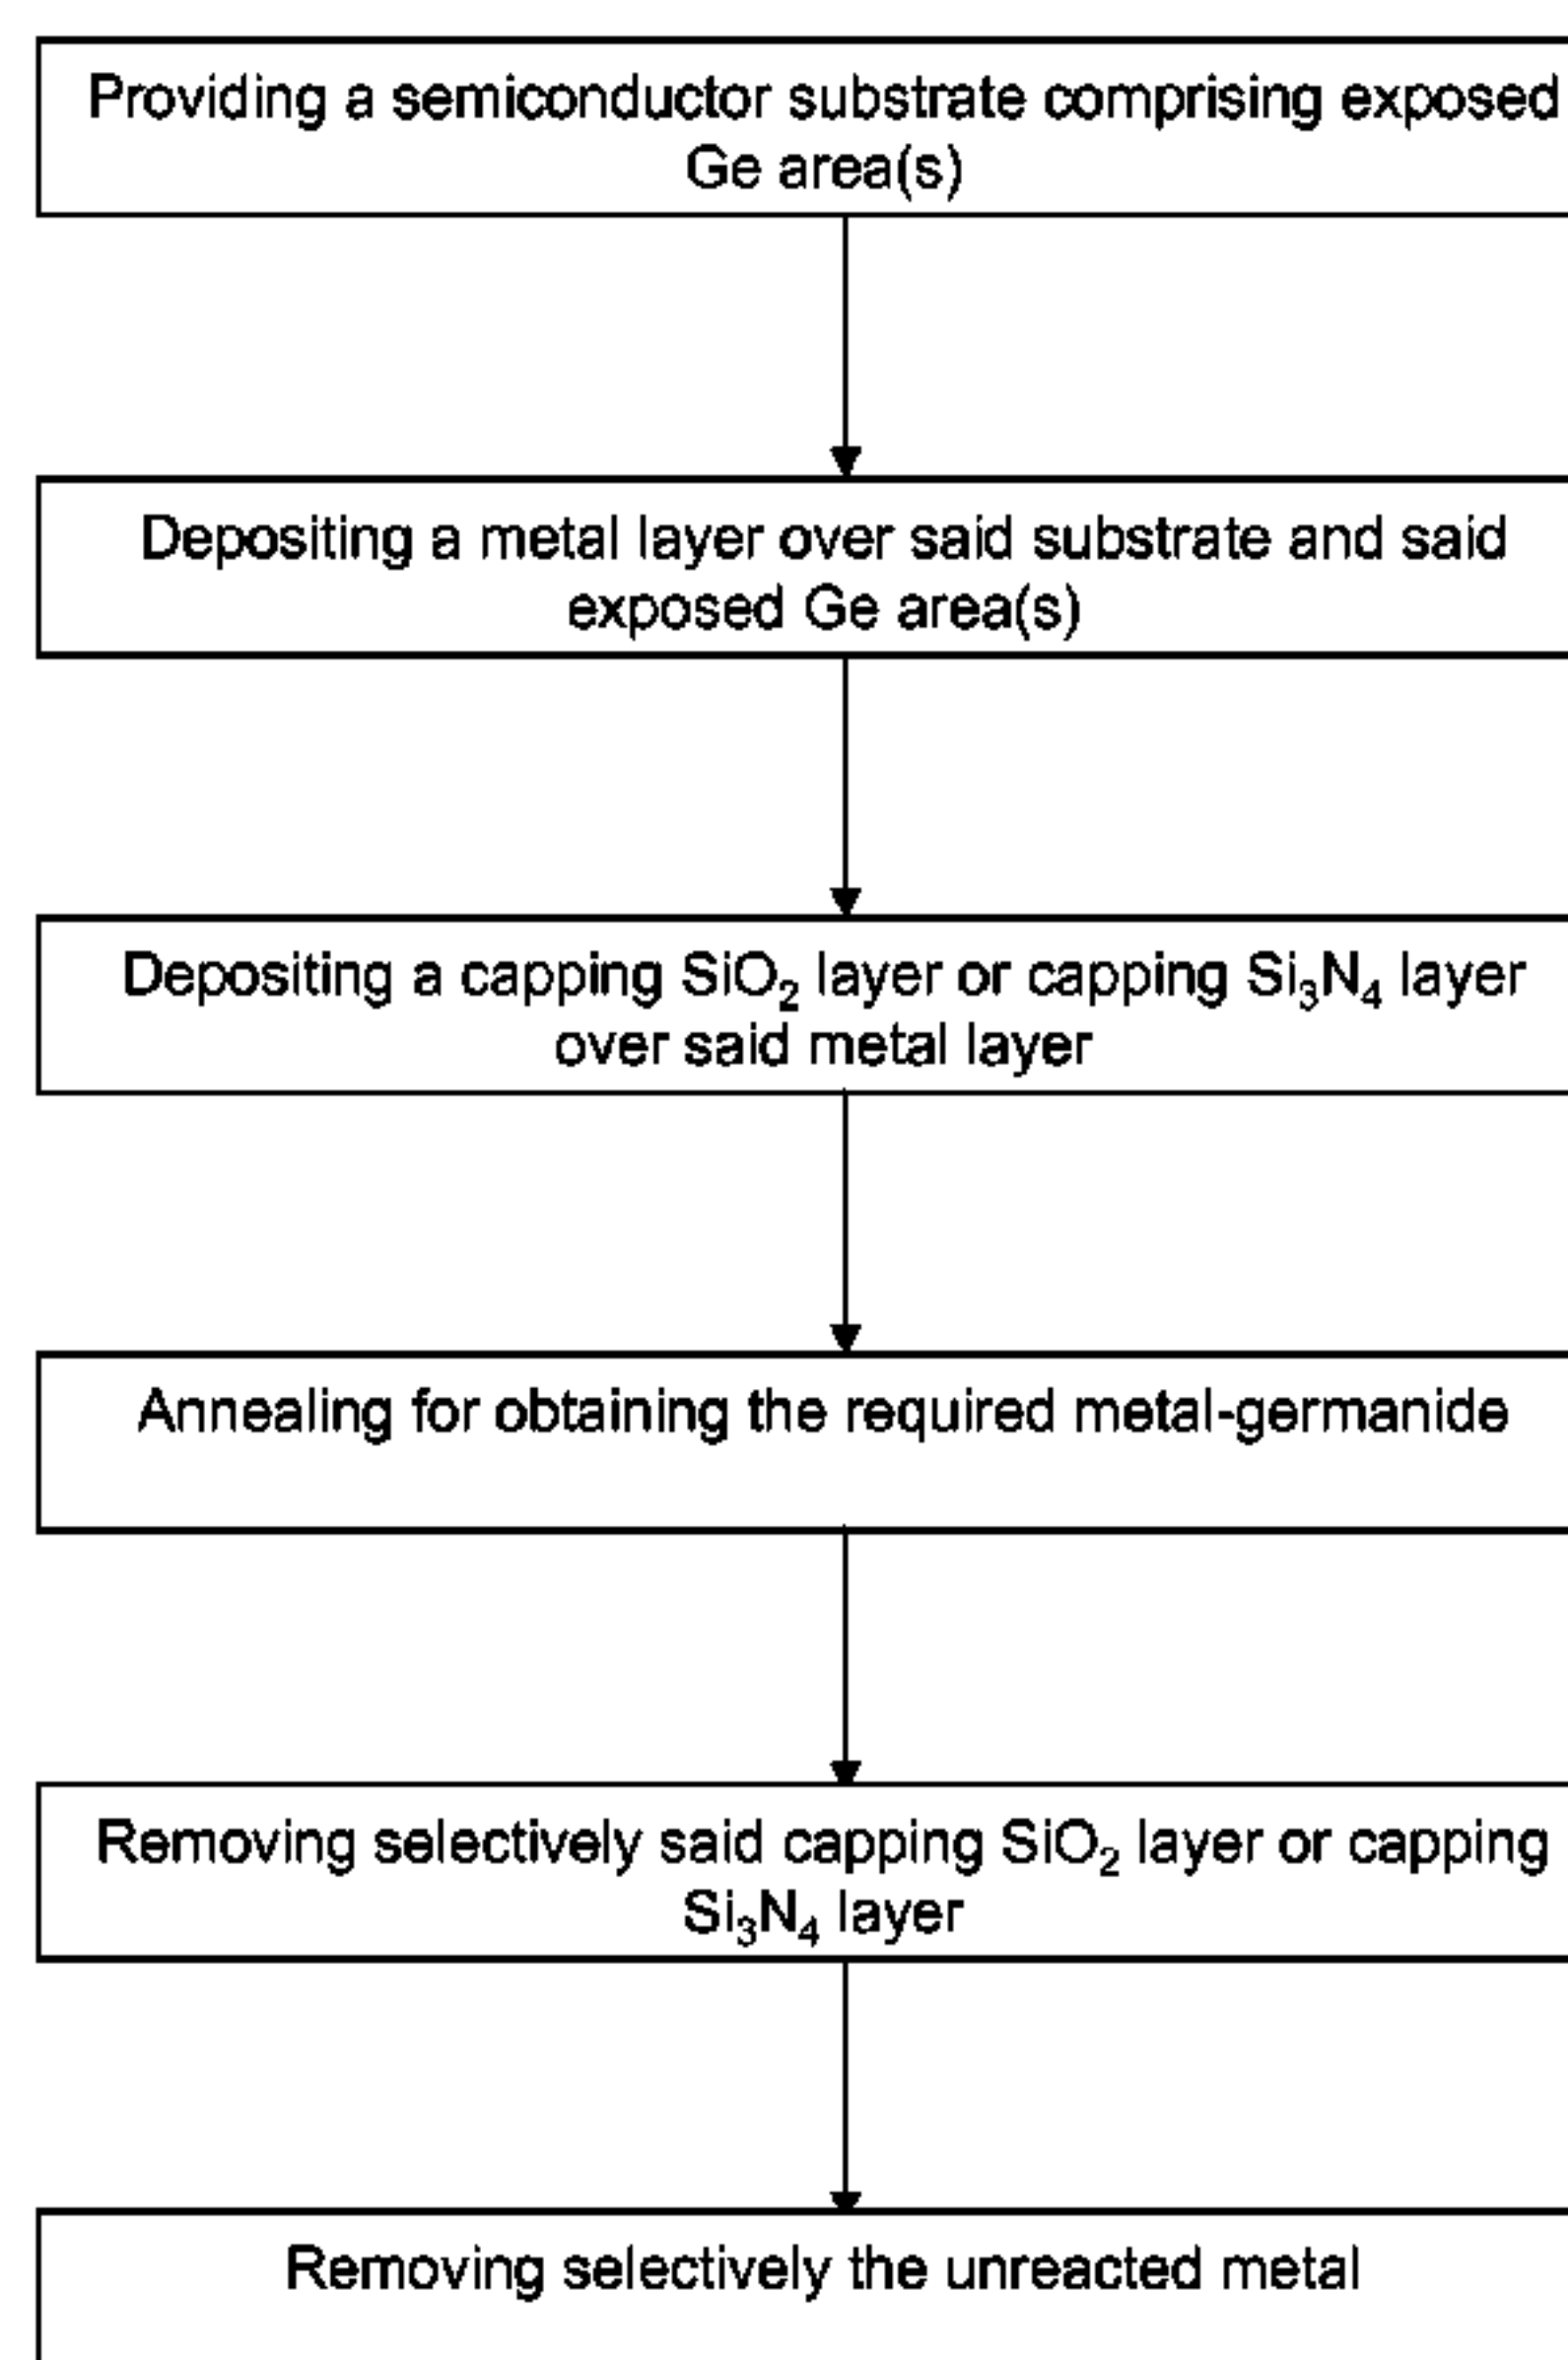 Providing a semiconductor substrate comprising exposed
Ge area(s)
Depositing a metal layer over said substrate and said
exposed Ge area(s)
Depositing a capping SiO₂ layer or capping Si₃N₄ layer
over said metal layer
Annealing for obtaining the required metal-germanide
Removing selectively said capping SiO₂ layer or capping
Si₃N₄ layer
Removing selectively the unreacted metal